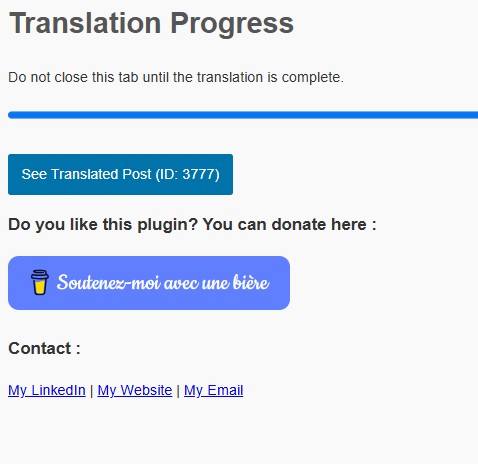 Translation Progress
Do not close this tab until the translation is complete.
See Translated Post (ID: 3777)
Do you like this plugin? You can donate here :
Soutenez-moi avec une bière
Contact :
My LinkedIn | My Website | My Email